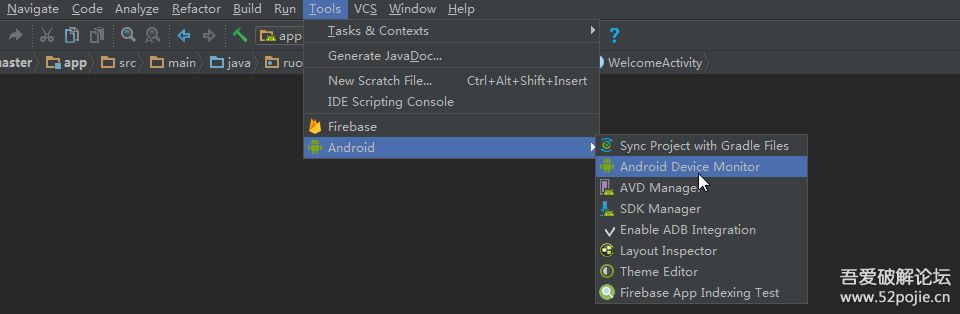 Navigate Code Analyze Refactor Build Run Tools VCS Window Help
app
Tasks & Contexts
master app src main java ruo WelcomeActivity
Generate JavaDoc...
New Scratch File... Ctrl+Alt+Shift+Insert
IDE Scripting Console
Firebase
Android
Sync Project with Gradle Files
Android Device Monitor
AVD Manager
SDK Manager
Enable ADB Integration
Layout Inspector
Theme Editor
Firebase App Indexing Test
吾爱破解论坛
www.52pojie.cn